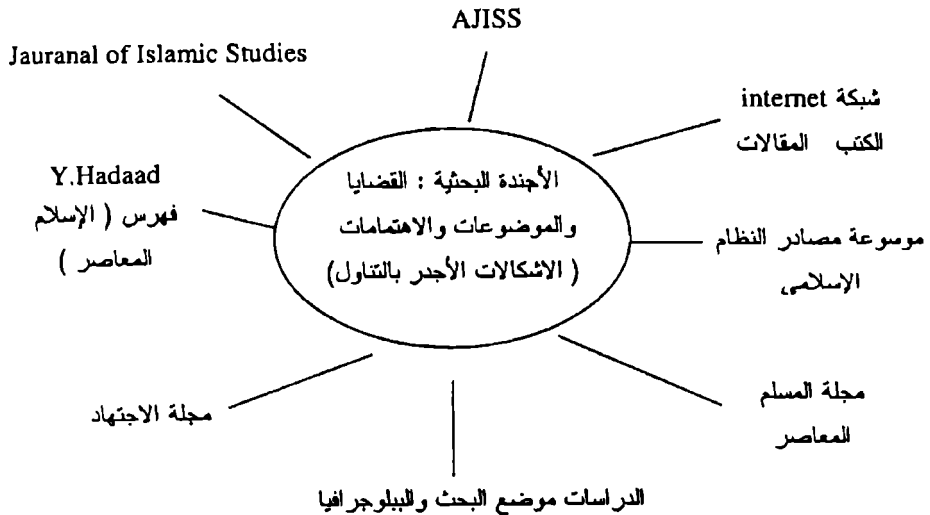 AJISS
Jauranal of Islamic Studies
شبكة internet
الكتب المقالات
Y.Hadaad
فهرس ( الإسلام
المعاصر )
الأجندة البحثية : القضايا
والموضوعات والاهتمامات
( الاشكالات الأجدر بالتناول)
موسوعة مصادر النظام
الإسلامى
مجلة المسلم
المعاصر
مجلة الاجتهاد
الدراسات موضع البحث والببلوجرافيا